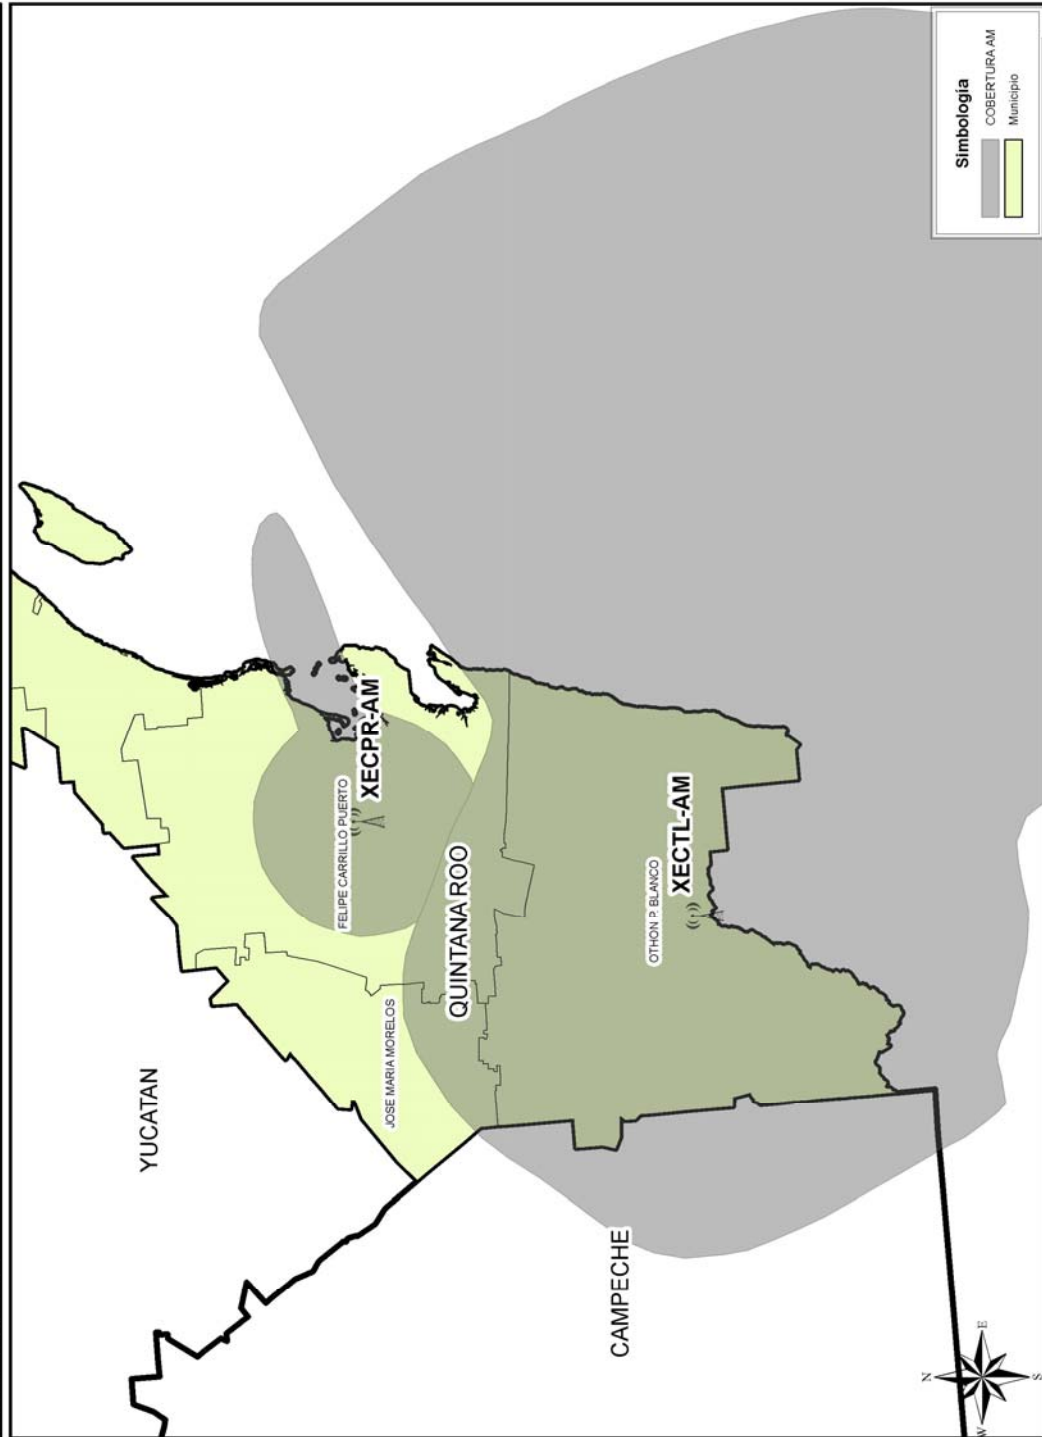 YUCATAN
FELIPE CARRILLO PUERTO
XECPR-AM
JOSE MARIA MORELOS
QUINTANA ROO
OTHON P. BLANCO
XECTL-AM
CAMPECHE
N
W
E
S
Simbología
COBERTURA AM
Municipio